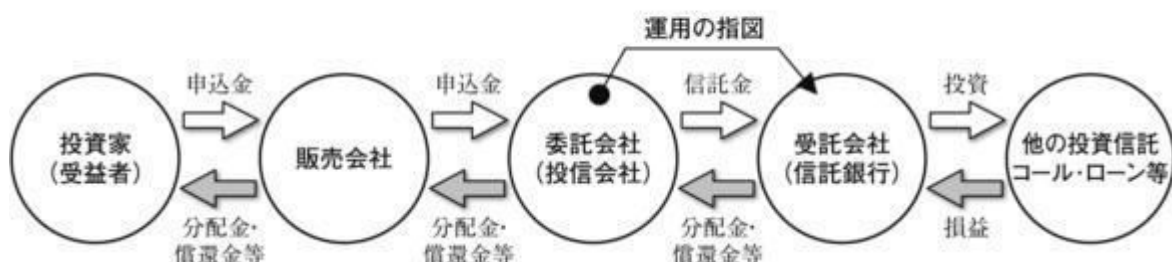 運用の指図
申込金
申込金
信託金
投資
投資家
(受益者)
販売会社
委託会社
(投信会社)
受託会社
(信託銀行)
他の投資信託
コール・ローン等
分配金・
償還金等
分配金・
償還金等
分配金・
償還金等
損益